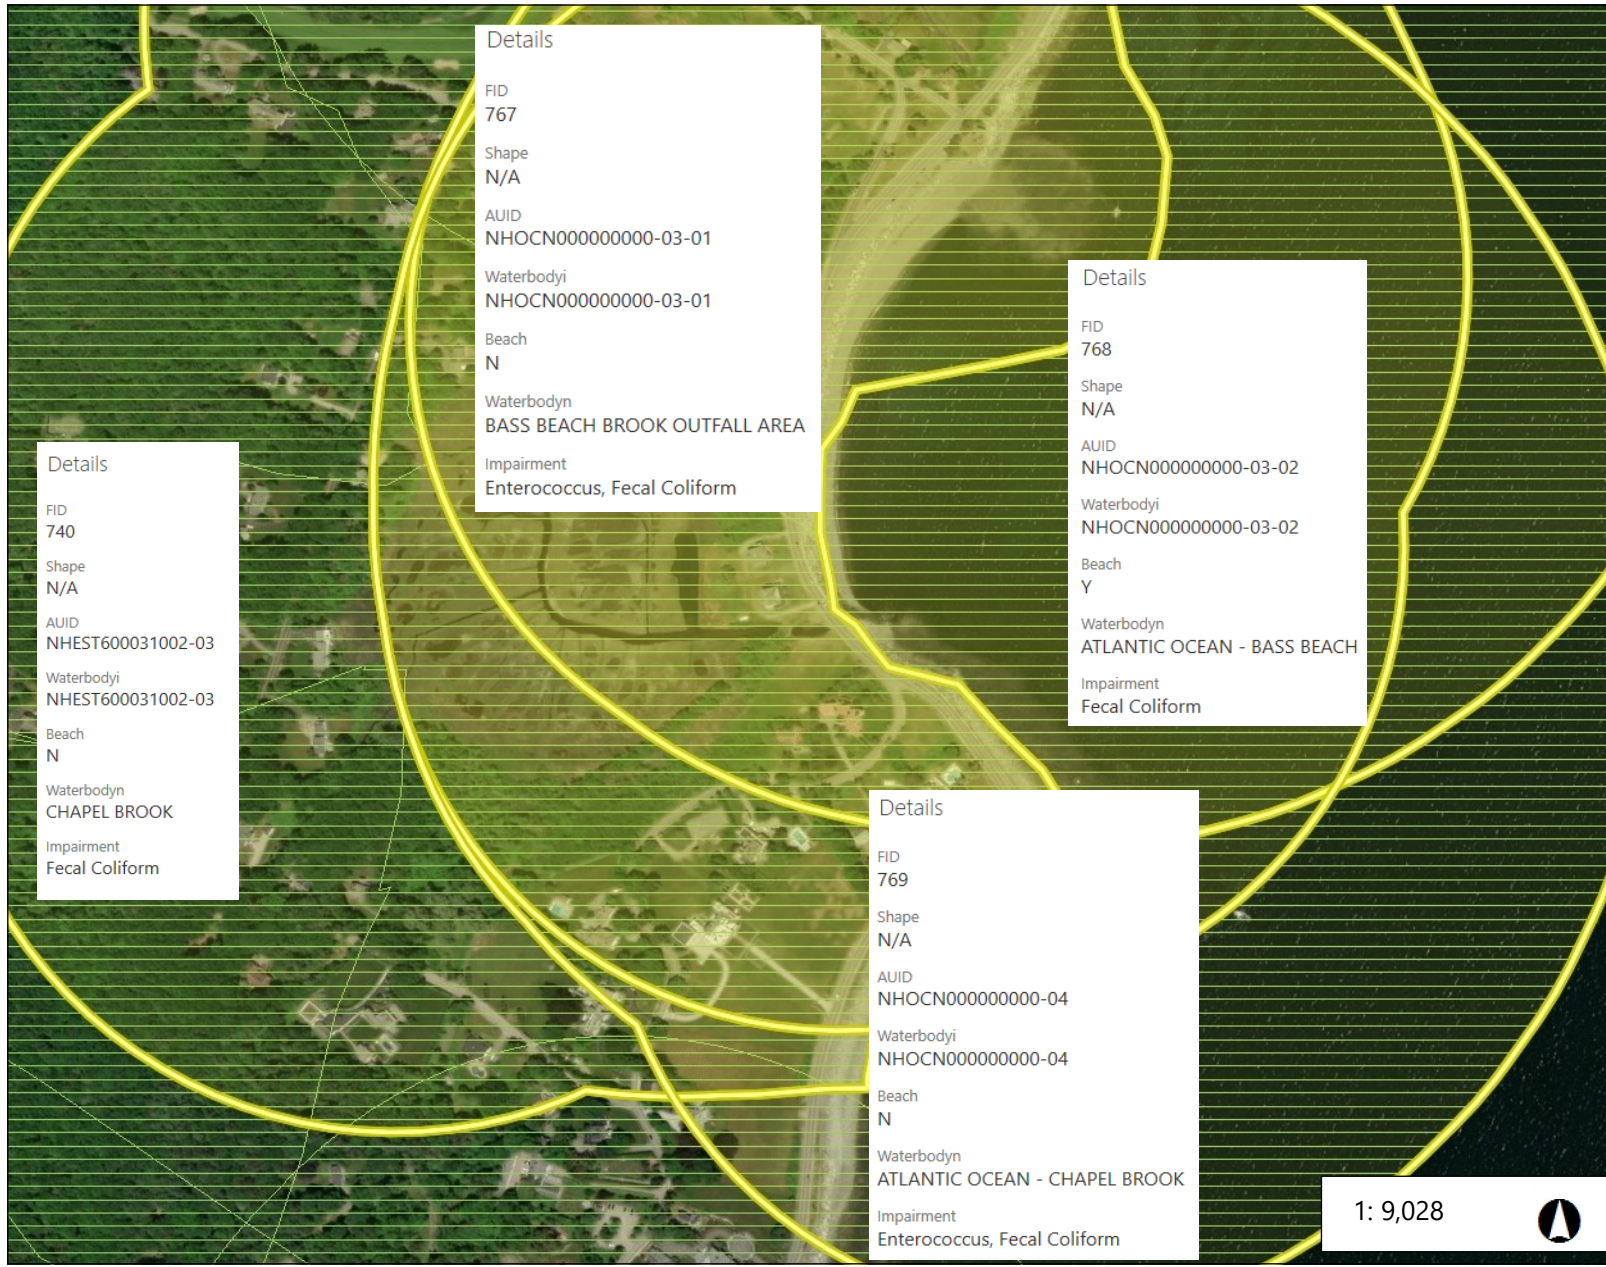 Details
FID
767
Shape
N/A
AUID
NHOCN000000000-03-01
Waterbodyi
NHOCN000000000-03-01
Beach
N
Waterbodyn
BASS BEACH BROOK OUTFALL AREA
Impairment
Enterococcus, Fecal Coliform
Details
FID
768
Shape
N/A
AUID
NHOCN000000000-03-02
Waterbodyi
NHOCN000000000-03-02
Beach
Y
Waterbodyn
ATLANTIC OCEAN - BASS BEACH
Impairment
Fecal Coliform
Details
FID
740
Shape
N/A
AUID
NHEST600031002-03
Waterbodyi
NHEST600031002-03
Beach
N
Waterbodyn
CHAPEL BROOK
Impairment
Fecal Coliform
Details
FID
769
Shape
N/A
AUID
NHOCN000000000-04
Waterbodyi
NHOCN000000000-04
Beach
N
Waterbodyn
ATLANTIC OCEAN - CHAPEL BROOK
Impairment
Enterococcus, Fecal Coliform
1: 9,028